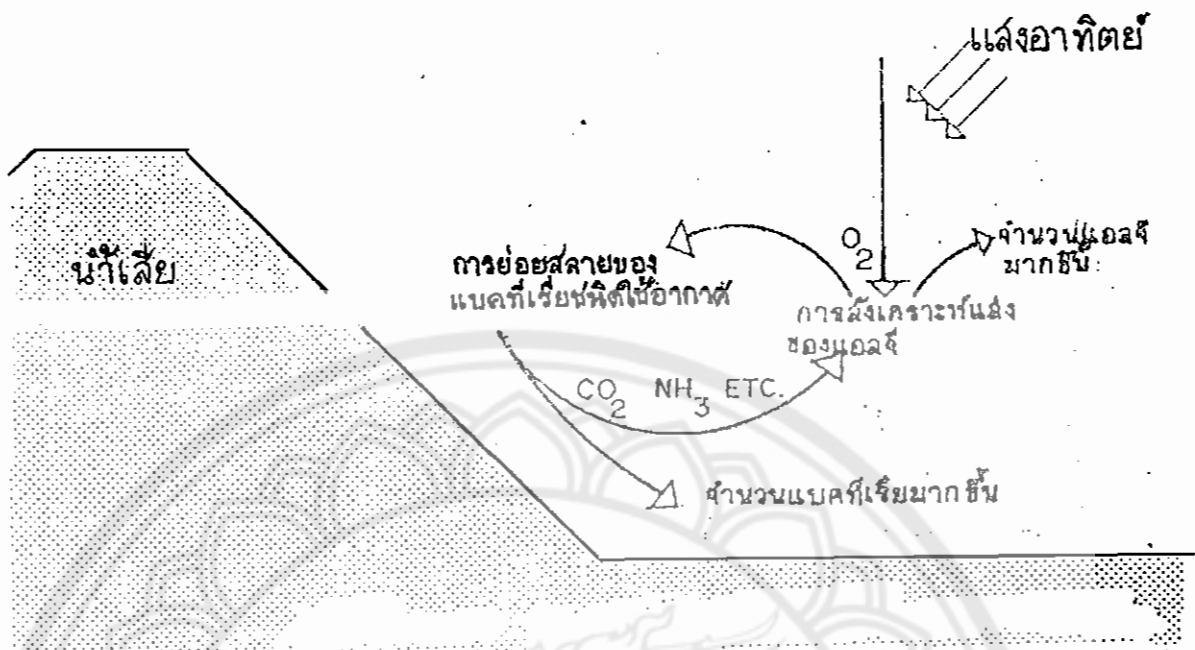 แสงอาทิตย์
น้ำเสีย
การย่อยสลายของ
แบคทีเรียชนิดใช้อากาศ
O2
จำนวนแอลจี
มากขึ้น
การสังเคราะห์แสง
ของแอลจี
CO2 NH3 ETC.
จำนวนแบคทีเรียมากขึ้น